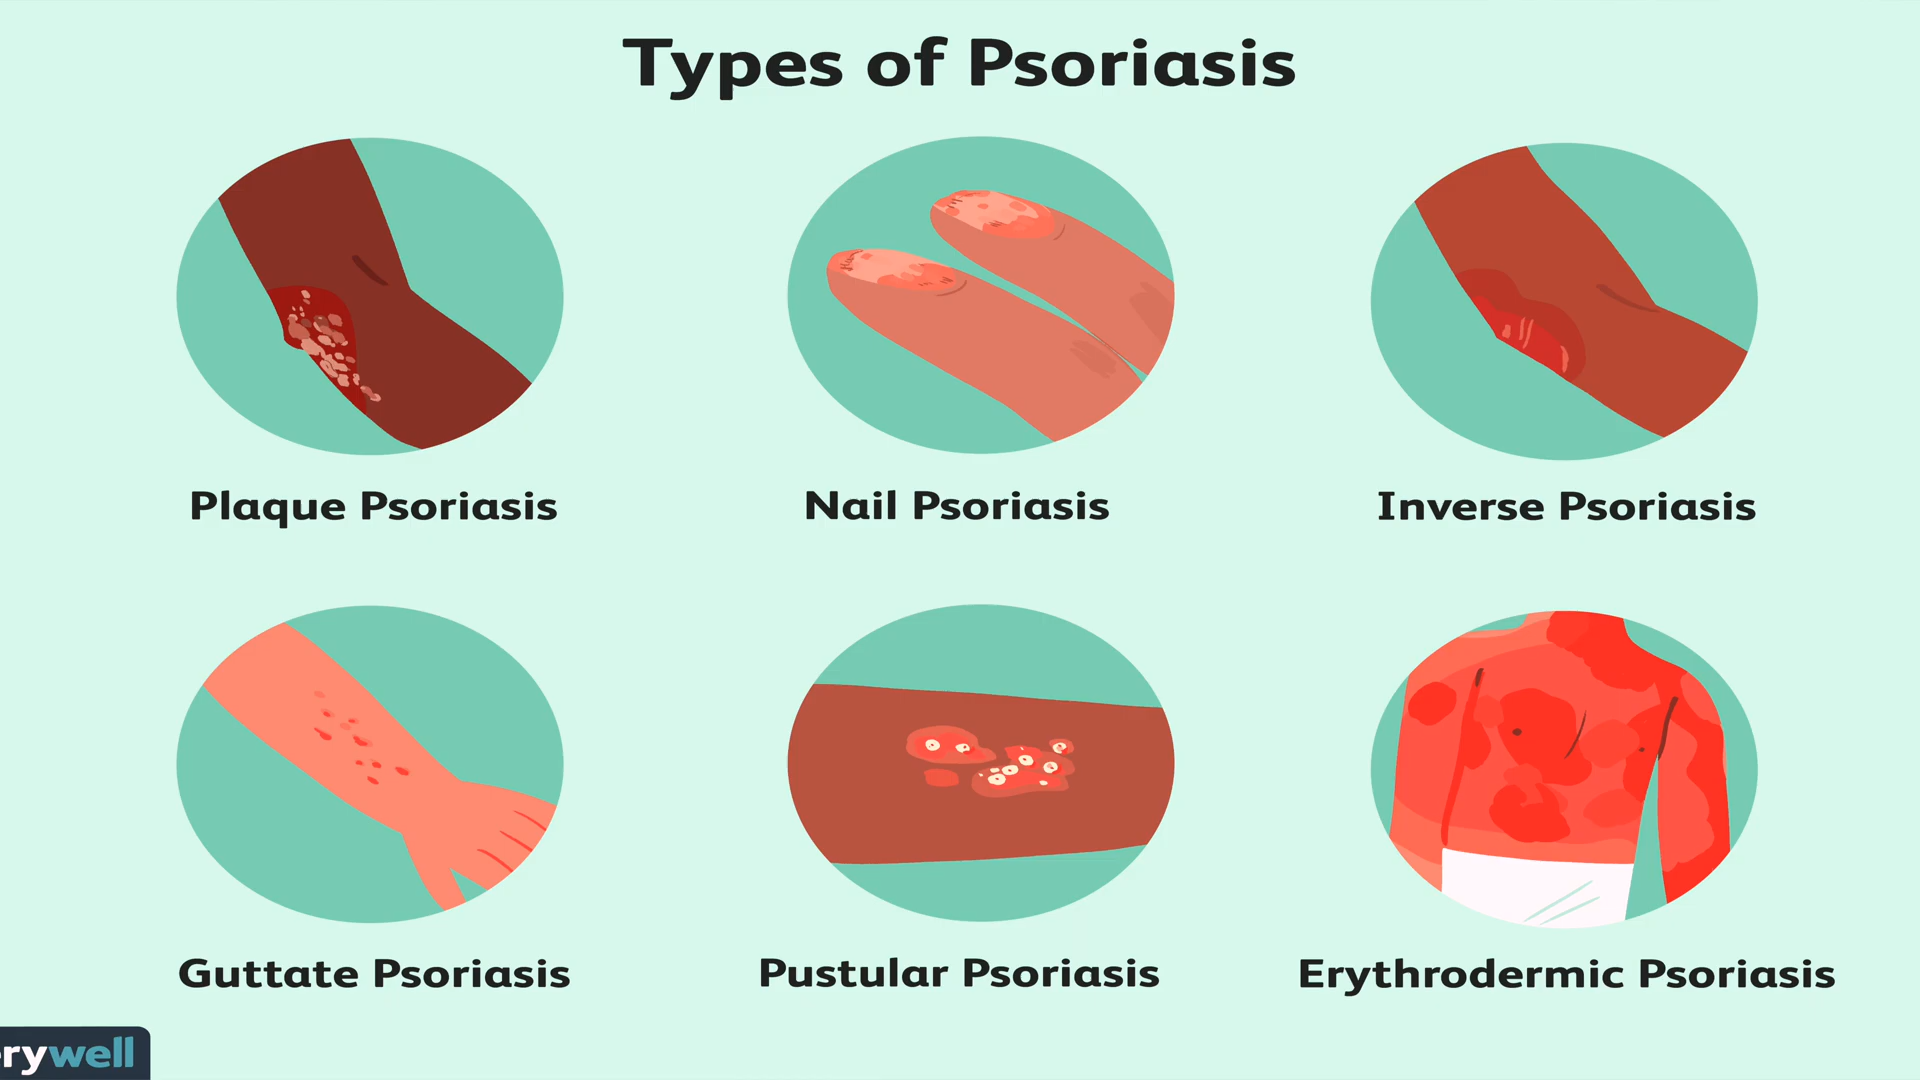 Types of Psoriasis
Plaque Psoriasis
Nail Psoriasis
Inverse Psoriasis
Guttate Psoriasis
Pustular Psoriasis
Erythrodermic Psoriasis
rywell